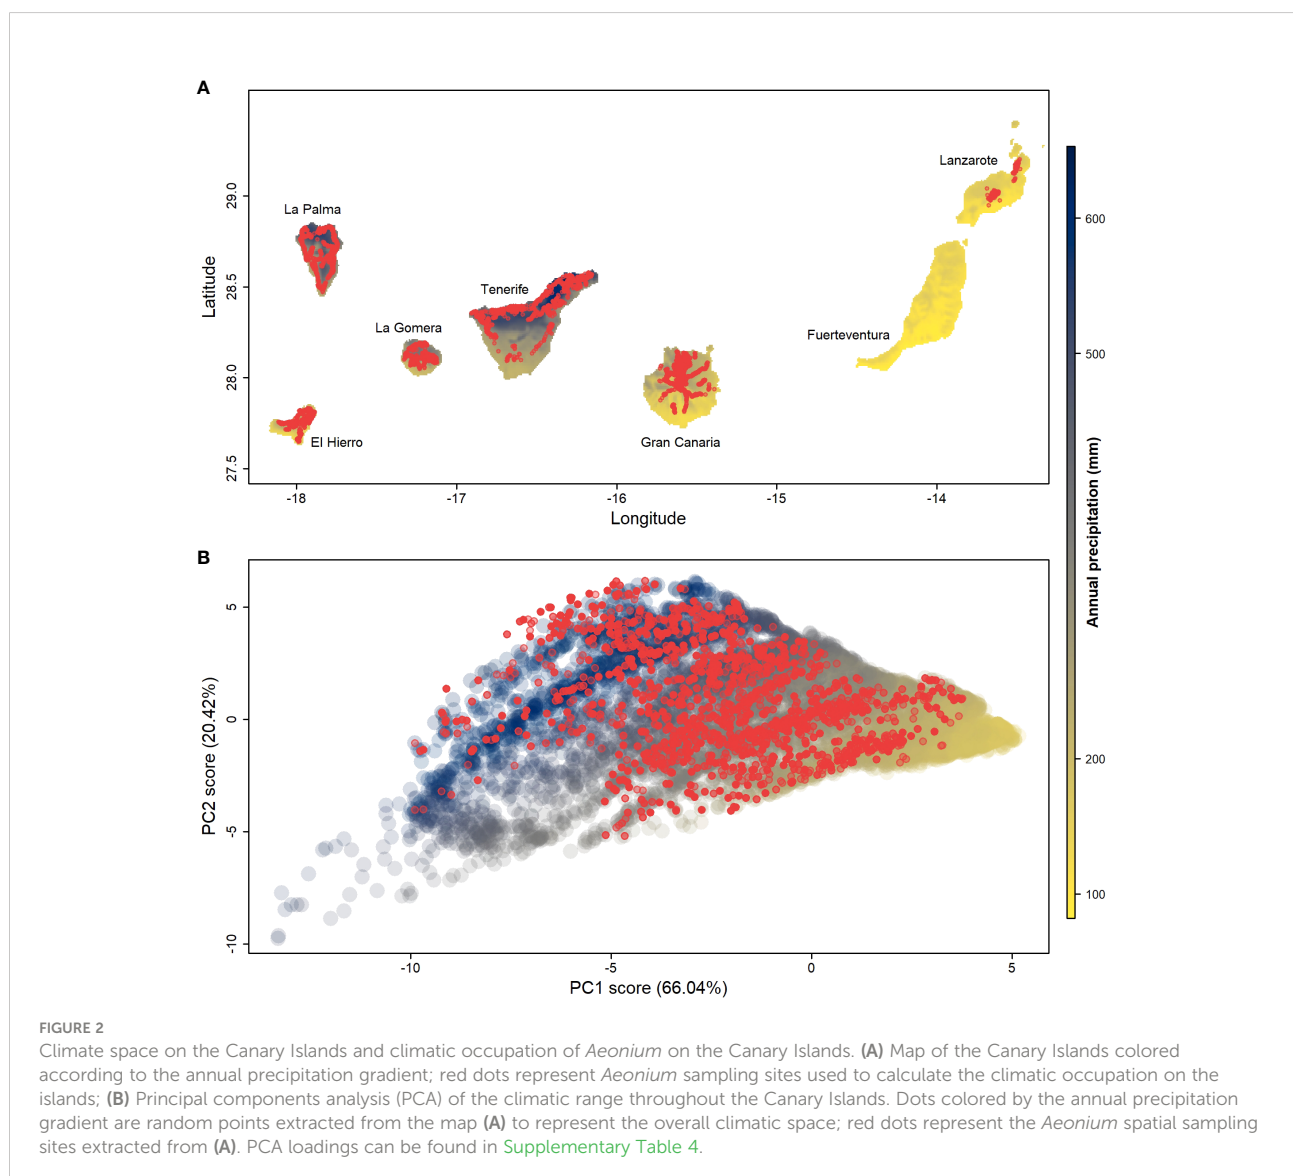 A
Lanzarote
La Palma
Tenerife
La Gomera
Fuerteventura
El Hierro
Gran Canaria
Latitude
29.0
28.5
28.0
27.5
-18
-17
-16
-15
-14
Longitude
600
500
200
100
Annual precipitation (mm)
B
PC2 score (20.42%)
5
0
-5
-10
-10
-5
0
5
PC1 score (66.04%)
FIGURE 2
Climate space on the Canary Islands and climatic occupation of Aeonium on the Canary Islands. (A) Map of the Canary Islands colored
according to the annual precipitation gradient; red dots represent Aeonium sampling sites used to calculate the climatic occupation on the
islands; (B) Principal components analysis (PCA) of the climatic range throughout the Canary Islands. Dots colored by the annual precipitation
gradient are random points extracted from the map (A) to represent the overall climatic space; red dots represent the Aeonium spatial sampling
sites extracted from (A). PCA loadings can be found in Supplementary Table 4.